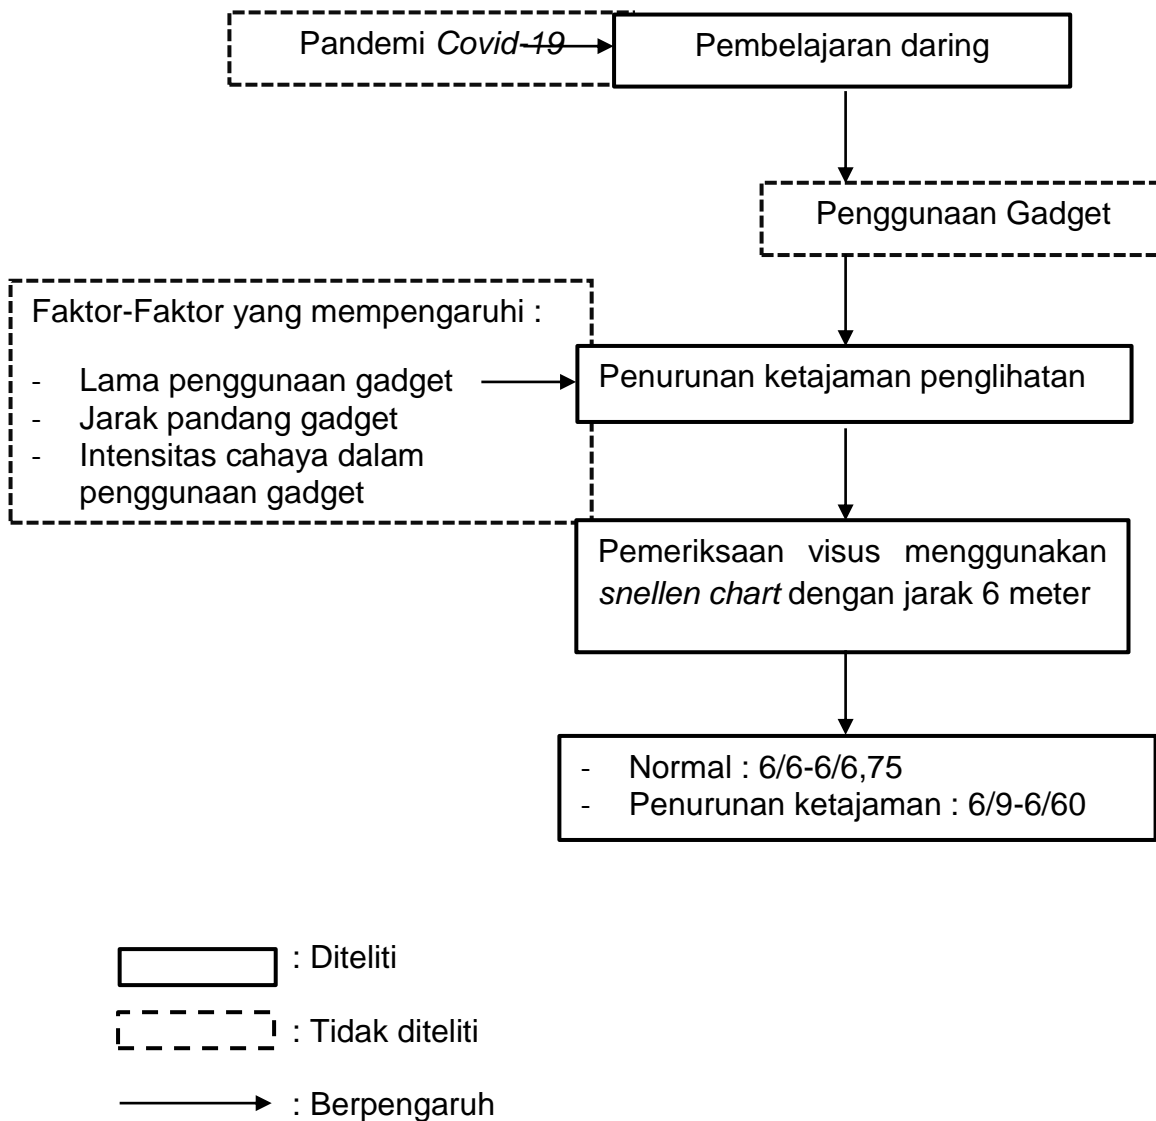 Pandemi Covid-19
Pembelajaran daring
Penggunaan Gadget
Faktor-Faktor yang mempengaruhi :
- Lama penggunaan gadget
- Jarak pandang gadget
- Intensitas cahaya dalam
penggunaan gadget
Penurunan ketajaman penglihatan
Pemeriksaan visus menggunakan
snellen chart dengan jarak 6 meter
- Normal : 6/6-6/6,75
- Penurunan ketajaman : 6/9-6/60
: Diteliti
: Tidak diteliti
: Berpengaruh